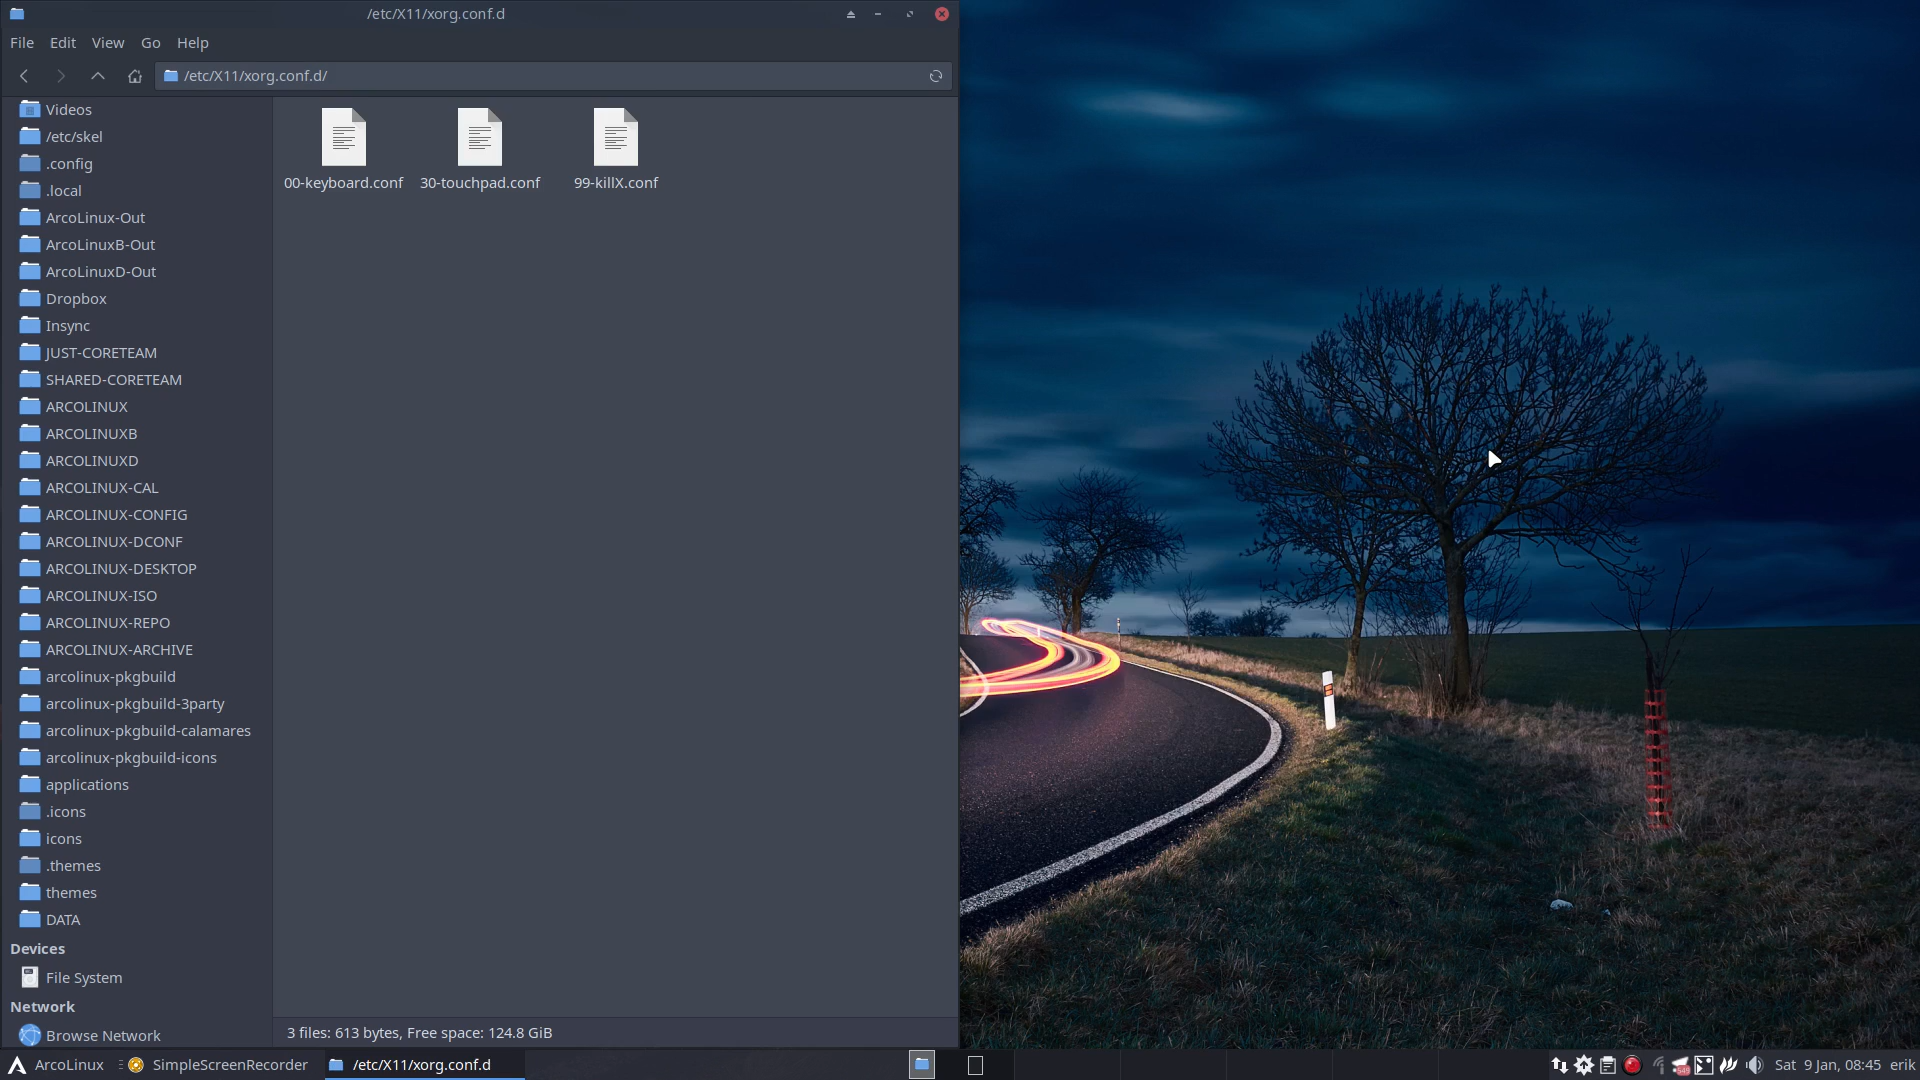 /etc/X11/xorg.conf.d
File Edit View Go Help
/etc/X11/xorg.conf.d/
Videos
/etc/skel
.config
.local
ArcoLinux-Out
ArcoLinuxB-Out
ArcoLinuxD-Out
Dropbox
Insync
JUST-CORETEAM
SHARED-CORETEAM
ARCOLINUX
ARCOLINUXB
ARCOLINUXD
ARCOLINUX-CAL
ARCOLINUX-CONFIG
ARCOLINUX-DCONF
ARCOLINUX-DESKTOP
ARCOLINUX-ISO
ARCOLINUX-REPO
ARCOLINUX-ARCHIVE
arcolinux-pkgbuild
arcolinux-pkgbuild-3party
arcolinux-pkgbuild-calamares
arcolinux-pkgbuild-icons
applications
.icons
icons
.themes
themes
DATA
Devices
File System
Network
Browse Network
00-keyboard.conf 30-touchpad.conf 99-killX.conf
3 files: 613 bytes, Free space: 124.8 GiB
ArcoLinux SimpleScreenRecorder /etc/X11/xorg.conf.d Sat 9 Jan, 08:45 erik